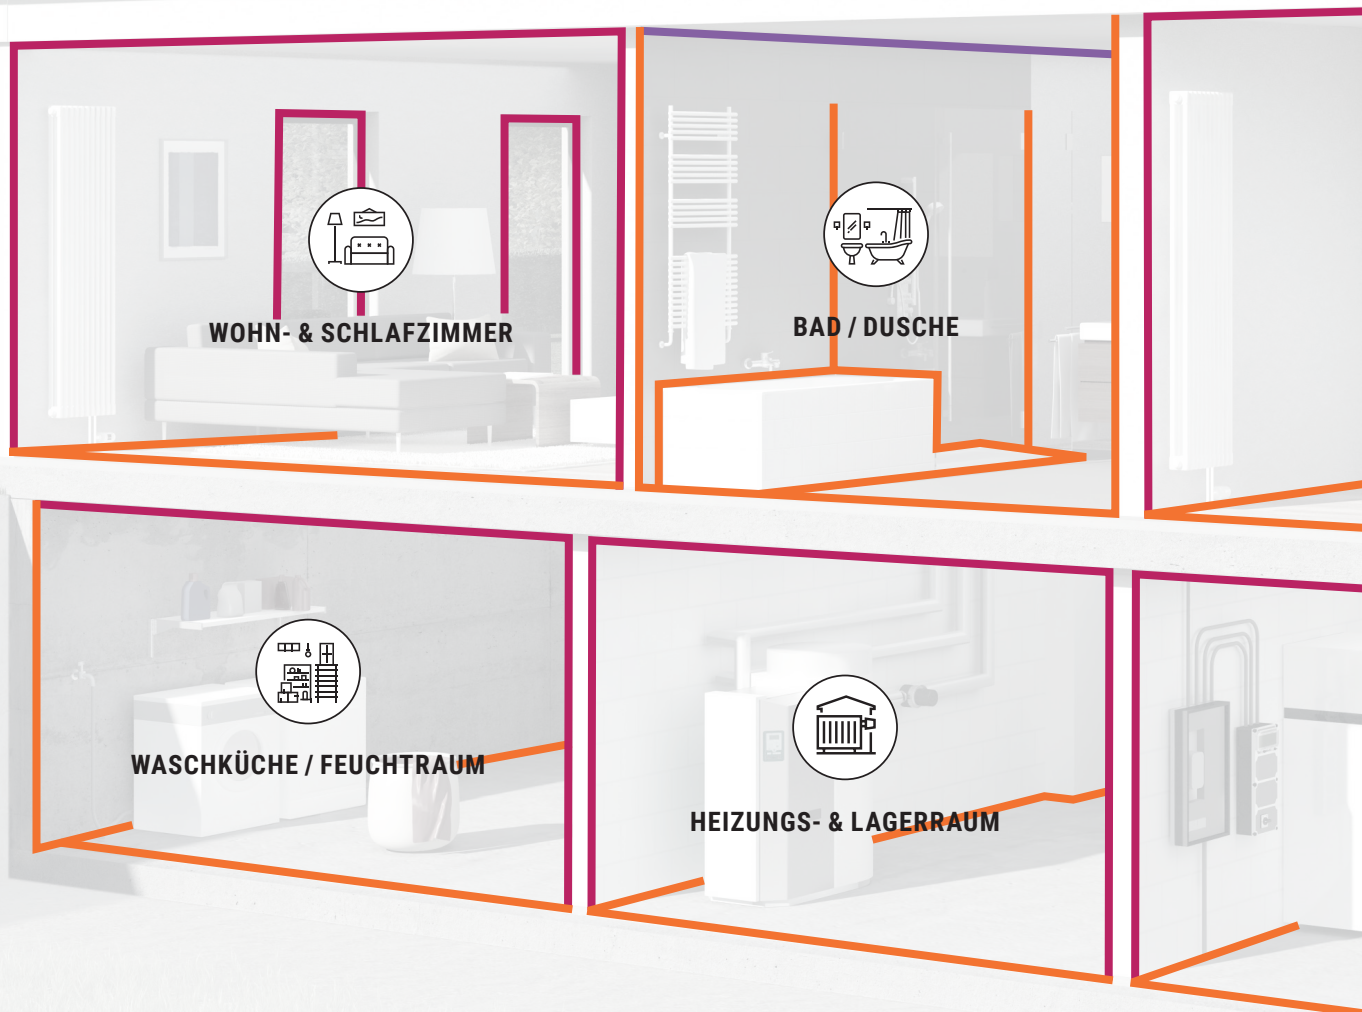 WOHN- & SCHLAFZIMMER
BAD / DUSCHE
WASCHKÜCHE / FEUCHTRAUM
HEIZUNGS- & LAGERRAUM